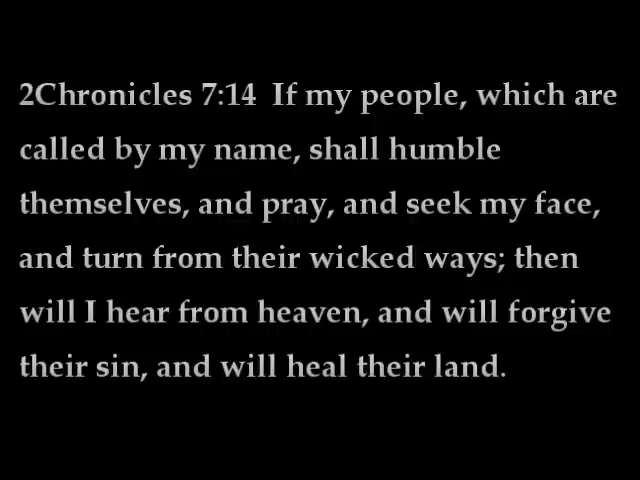 2Chronicles 7:14  If my people, which are
called by my name, shall humble
themselves, and pray, and seek my face,
and turn from their wicked ways; then
will I hear from heaven, and will forgive
their sin, and will heal their land.